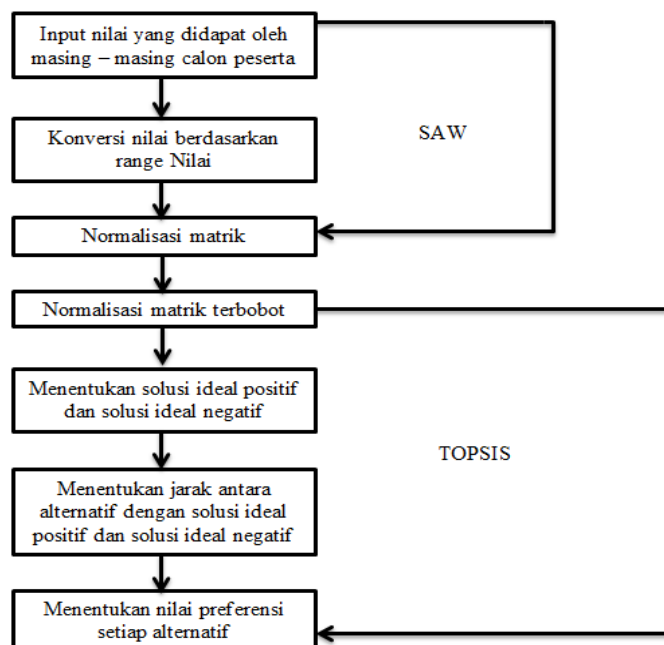 Input nilai yang didapat oleh
masing – masing calon peserta
Konversi nilai berdasarkan
range Nilai
SAW
Normalisasi matrik
Normalisasi matrik terbobot
Menentukan solusi ideal positif
dan solusi ideal negatif
TOPSIS
Menentukan jarak antara
alternatif dengan solusi ideal
positif dan solusi ideal negatif
Menentukan nilai preferensi
setiap alternatif